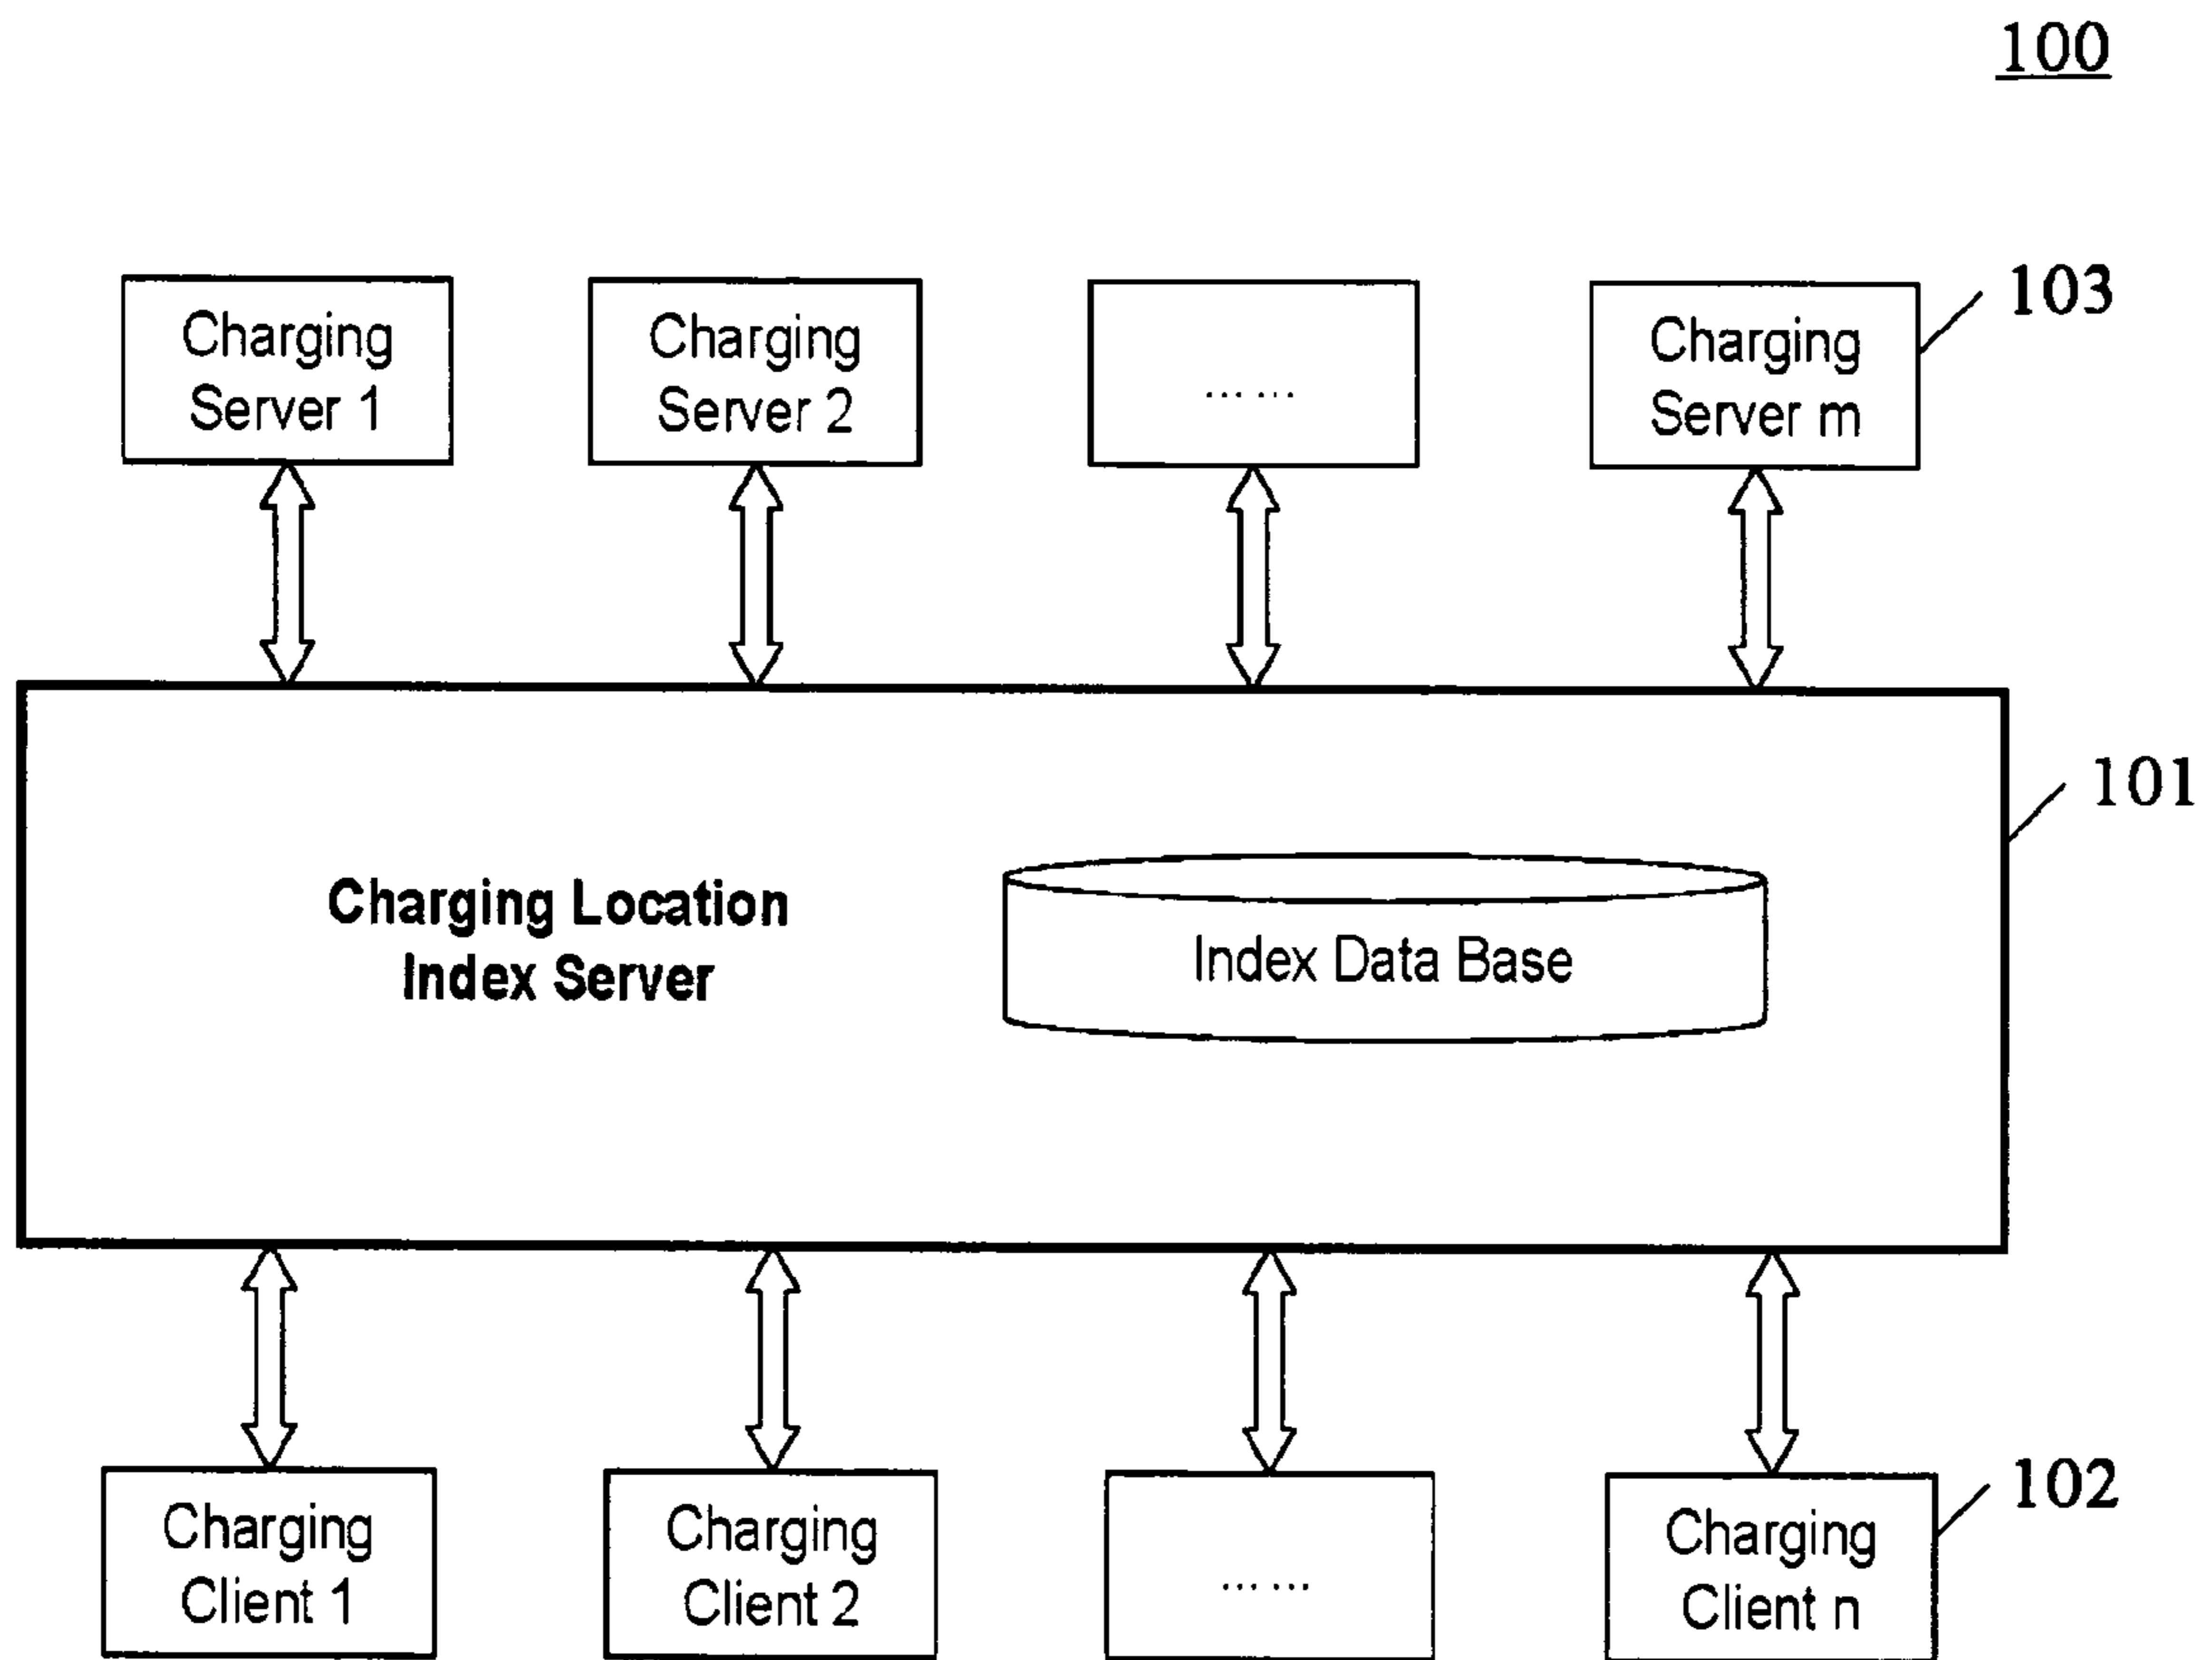 100
Charging
Server 1
Charging
Server 2
... ...
Charging
Server m
103
101
Charging Location
Index Server
Index Data Base
Charging
Client 1
Charging
Client 2
... ...
Charging
Client n
102